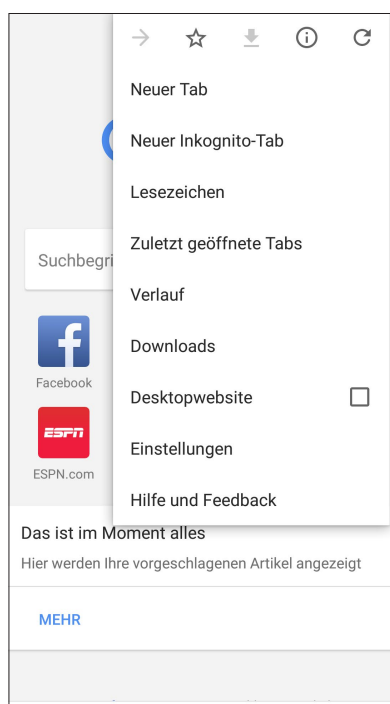 Neuer Tab
Neuer Inkognito-Tab
Lesezeichen
Zuletzt geöffnete Tabs
Suchbegri
Verlauf
Downloads
Facebook
Desktopwebsite
ESPN
Einstellungen
ESPN.com
Hilfe und Feedback
Das ist im Moment alles
Hier werden Ihre vorgeschlagenen Artikel angezeigt
MEHR